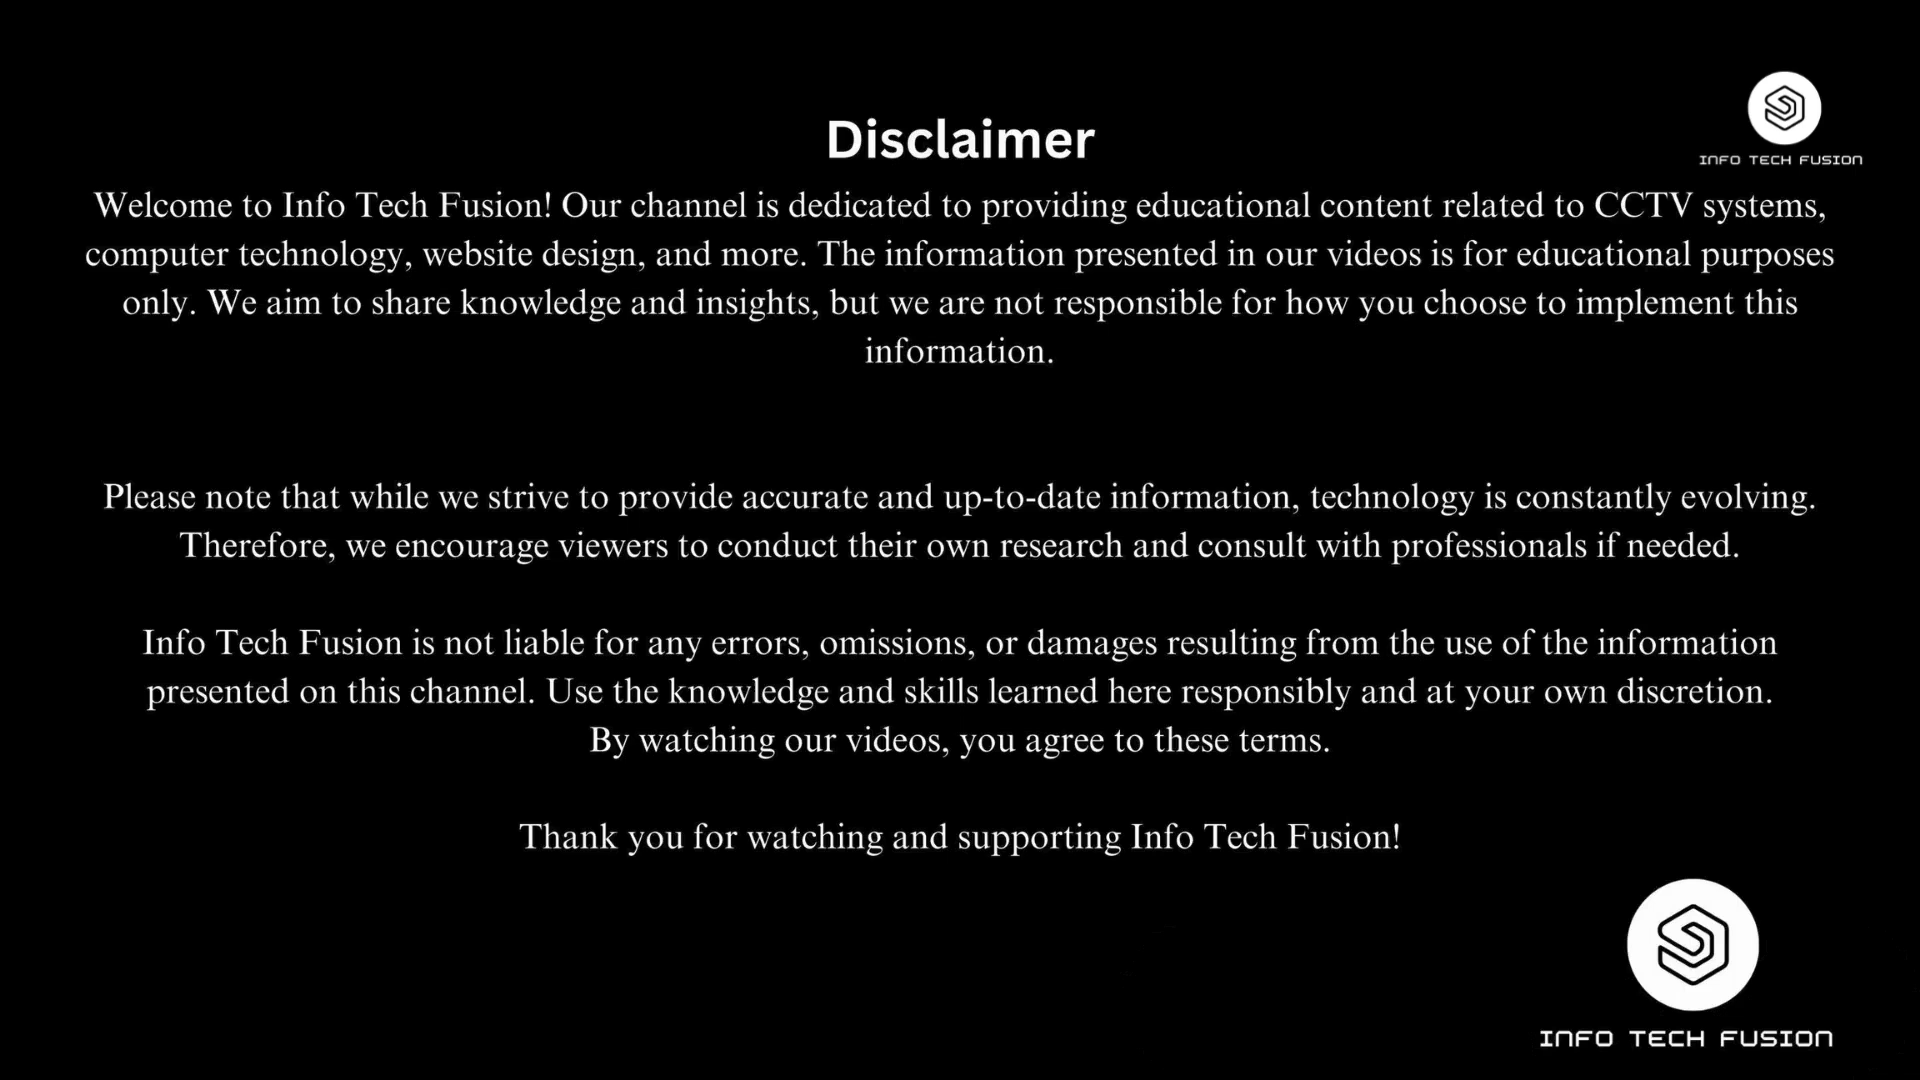 Disclaimer
INFO TECH FUSION
Welcome to Info Tech Fusion! Our channel is dedicated to providing educational content related to CCTV systems,
computer technology, website design, and more. The information presented in our videos is for educational purposes
only. We aim to share knowledge and insights, but we are not responsible for how you choose to implement this
information.
Please note that while we strive to provide accurate and up-to-date information, technology is constantly evolving.
Therefore, we encourage viewers to conduct their own research and consult with professionals if needed.
Info Tech Fusion is not liable for any errors, omissions, or damages resulting from the use of the information
presented on this channel. Use the knowledge and skills learned here responsibly and at your own discretion.
By watching our videos, you agree to these terms.
Thank you for watching and supporting Info Tech Fusion!
INFO TECH FUSION